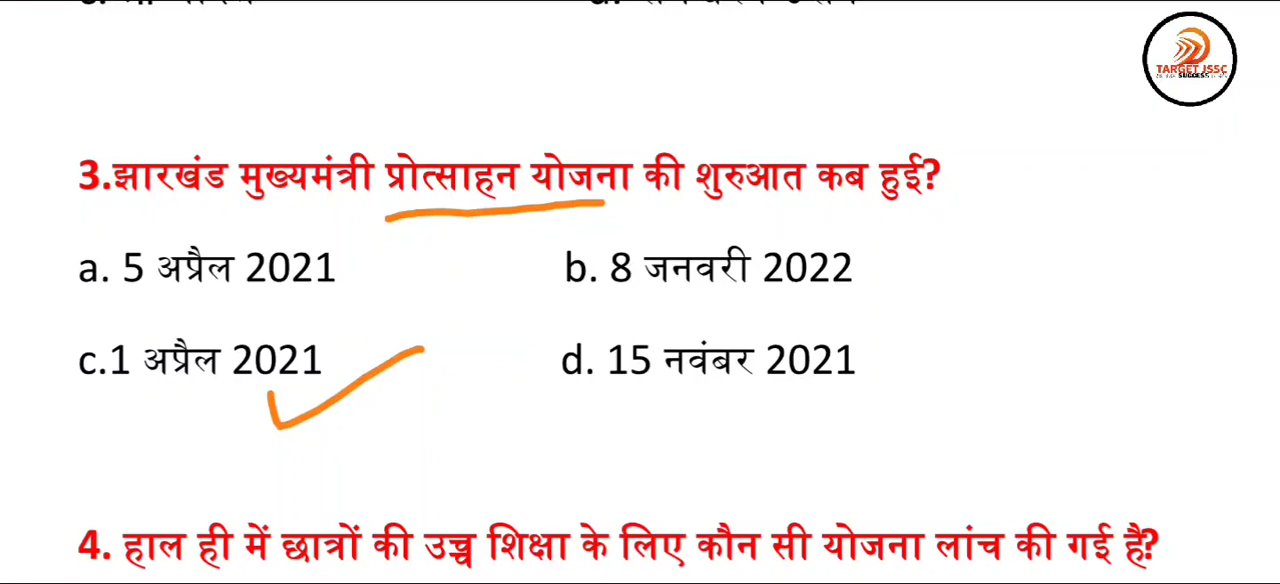 TARGET JSSC
SUCCESS
3.झारखंड मुख्यमंत्री प्रोत्साहन योजना की शुरुआत कब हुई?
a. 5 अप्रैल 2021
b. 8 जनवरी 2022
c.1 अप्रैल 2021
d. 15 नवंबर 2021
4. हाल ही में छात्रों की उच्च शिक्षा के लिए कौन सी योजना लांच की गई है?